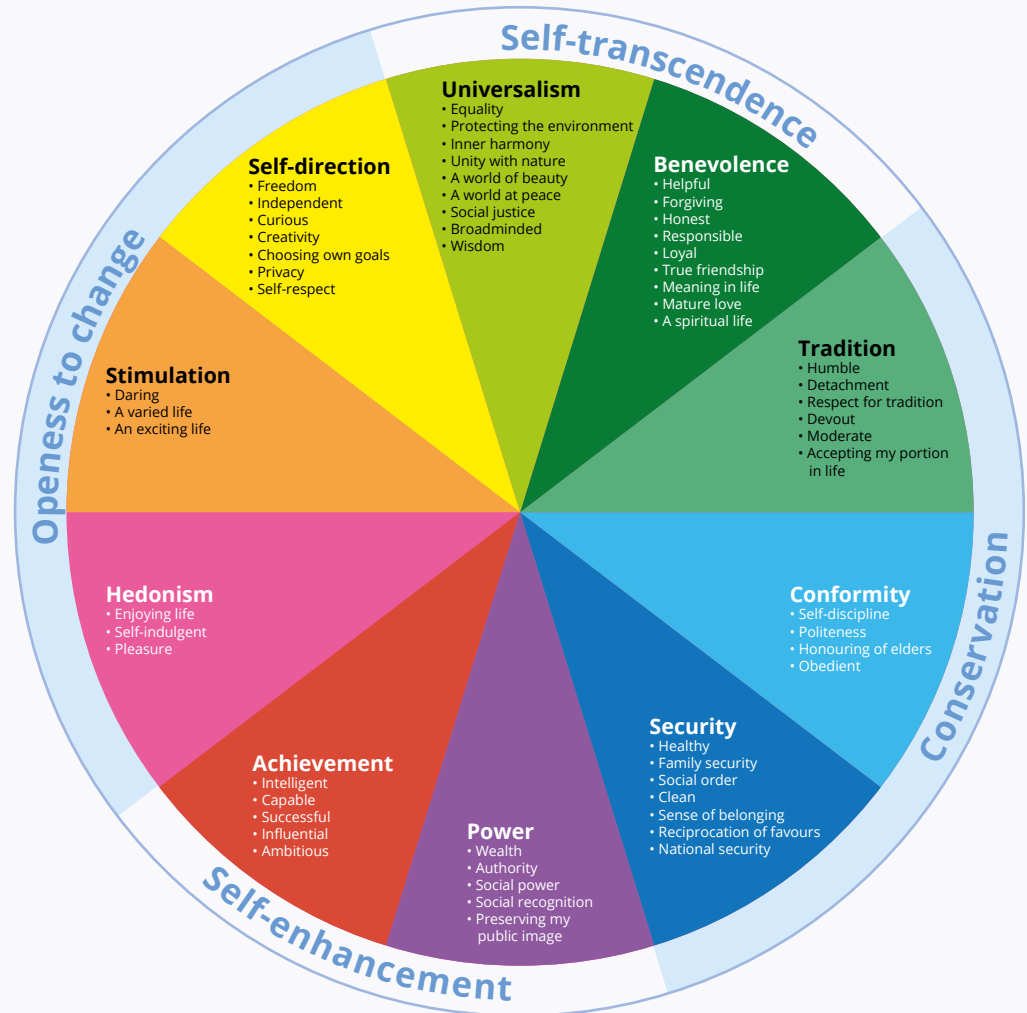 Self-transcendence
Universalism
• Equality
• Protecting the environment
• Inner harmony
• Unity with nature
• A world of beauty
• A world at peace
• Social justice
• Broadminded
• Wisdom
Benevolence
• Helpful
• Forgiving
• Honest
• Responsible
• Loyal
• True friendship
• Meaning in life
• Mature love
• A spiritual life
Conservation
Tradition
• Humble
• Detachment
• Respect for tradition
• Devout
• Moderate
• Accepting my portion
in life
Conformity
• Self-discipline
• Politeness
• Honouring of elders
• Obedient
Security
• Healthy
• Family security
• Social order
• Clean
• Sense of belonging
• Reciprocation of favours
• National security
Self-enhancement
Power
• Wealth
• Authority
• Social power
• Social recognition
• Preserving my
public image
Achievement
• Intelligent
• Capable
• Successful
• Influential
• Ambitious
Openess to change
Hedonism
• Enjoying life
• Self-indulgent
• Pleasure
Stimulation
• Daring
• A varied life
• An exciting life
Self-direction
• Freedom
• Independent
• Curious
• Creativity
• Choosing own goals
• Privacy
• Self-respect